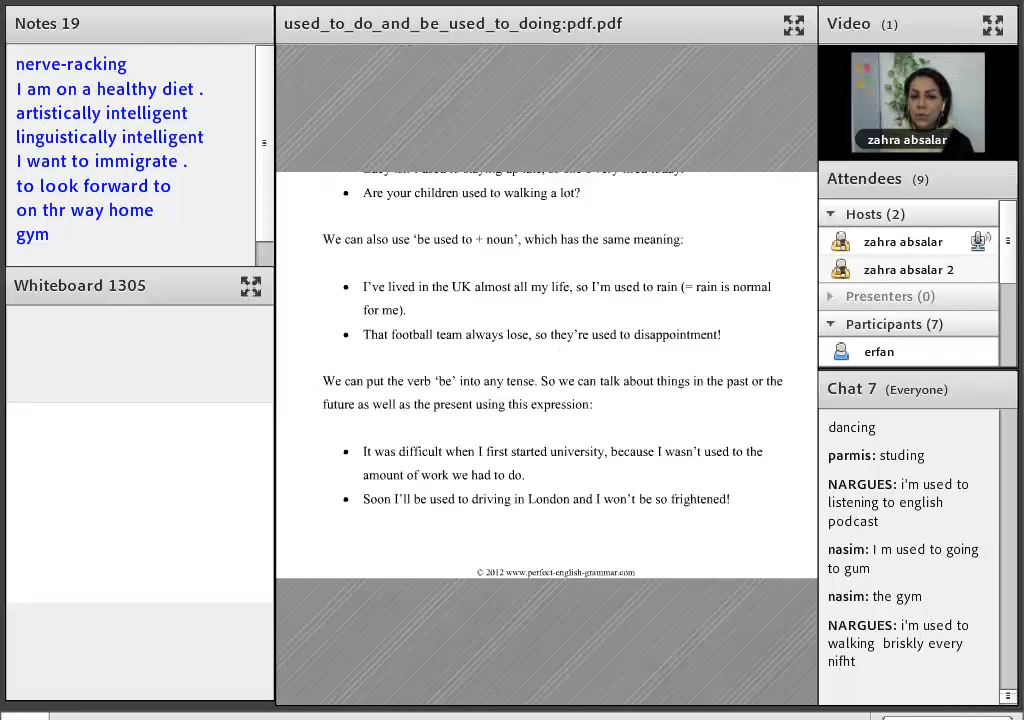 Notes 19
nerve-racking
I am on a healthy diet .
artistically intelligent
linguistically intelligent
I want to immigrate .
to look forward to
on thr way home
gym
Whiteboard 1305
used_to_do_and_be_used_to_doing:pdf.pdf
• Are your children used to walking a lot?
We can also use ‘be used to + noun’, which has the same meaning:
• I’ve lived in the UK almost all my life, so I’m used to rain (= rain is normal
for me).
• That football team always lose, so they’re used to disappointment!
We can put the verb ‘be’ into any tense. So we can talk about things in the past or the
future as well as the present using this expression:
• It was difficult when I first started university, because I wasn’t used to the
amount of work we had to do.
• Soon I’ll be used to driving in London and I won’t be so frightened!
© 2012 www.perfect-english-grammar.com
Video (1)
zahra absalar
Attendees (9)
Hosts (2)
zahra absalar
zahra absalar 2
Presenters (0)
Participants (7)
erfan
Chat 7 (Everyone)
dancing
parmis: studing
NARGUES: i'm used to
listening to english
podcast
nasim: I m used to going
to gum
nasim: the gym
NARGUES: i'm used to
walking briskly every
nifht